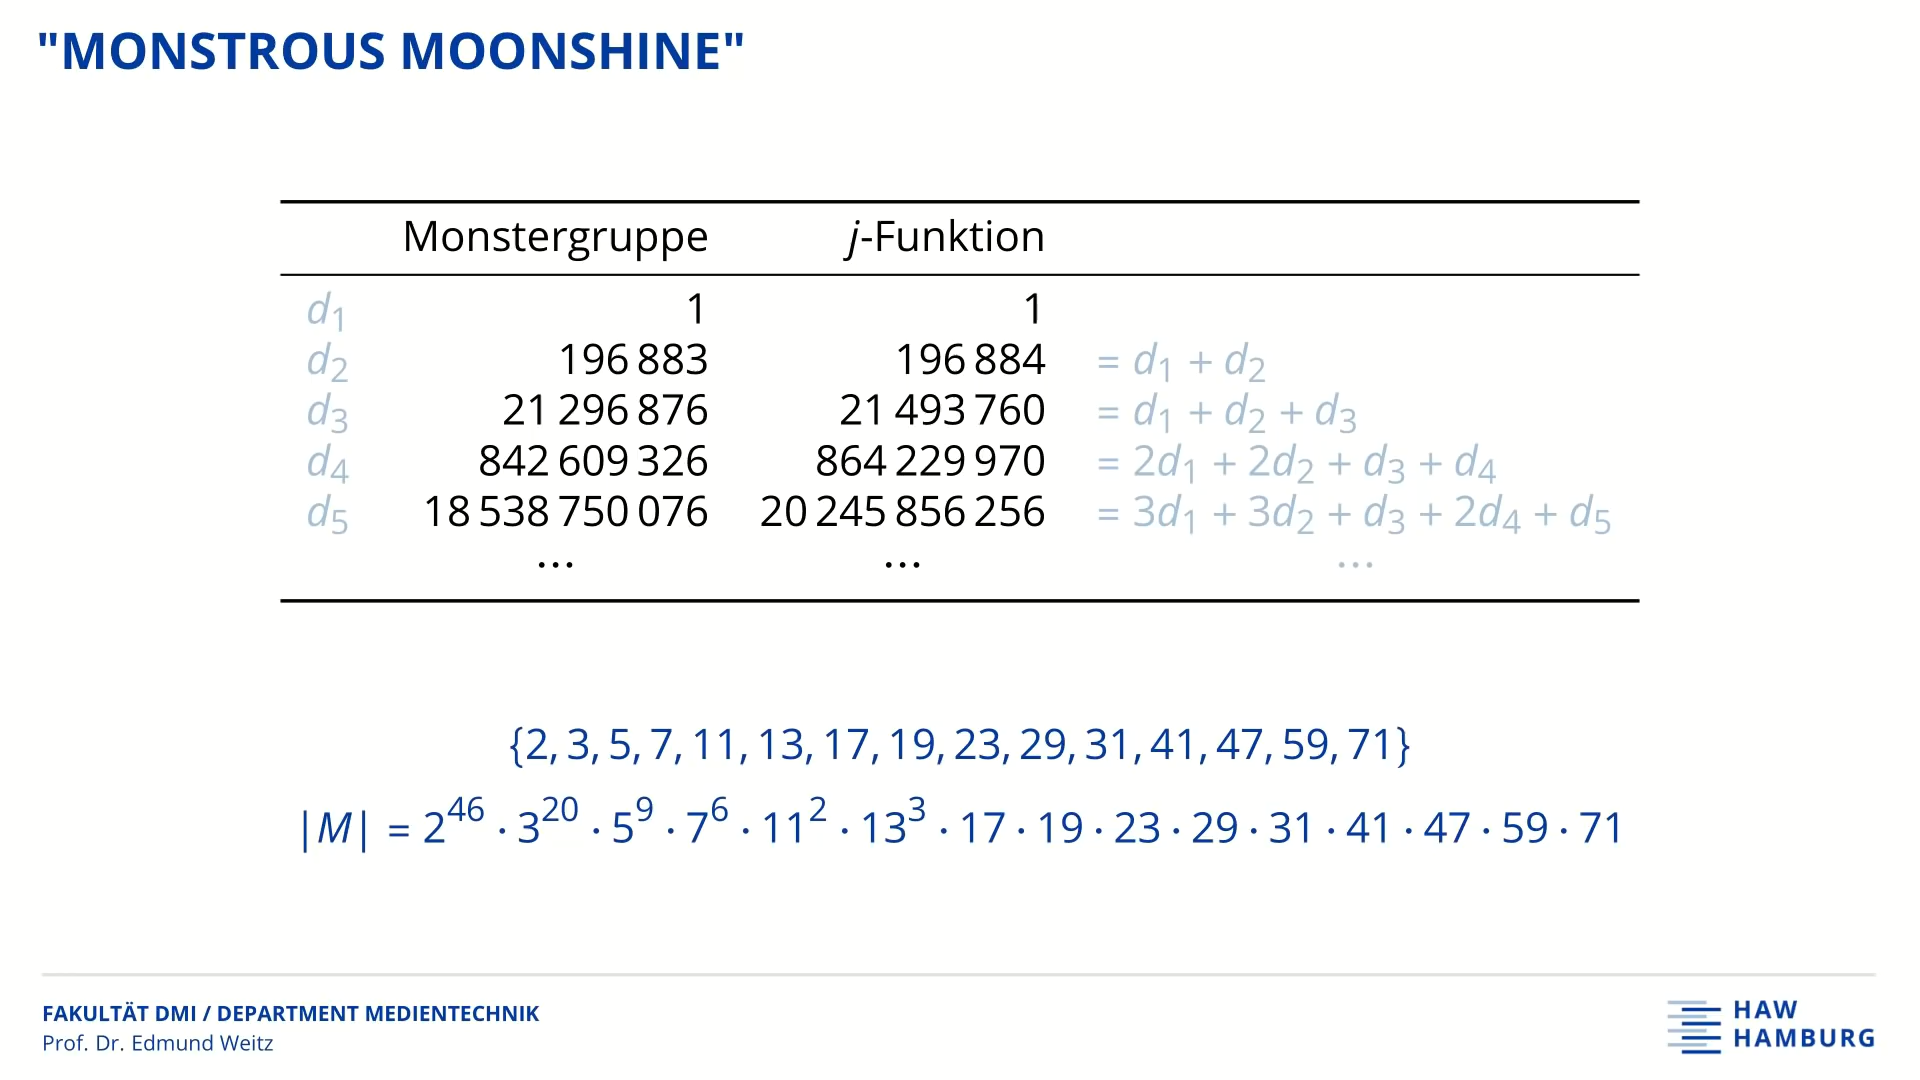 "MONSTROUS MOONSHINE"
Monstergruppe j-Funktion
d₁ 1 1
d₂ 196 883 196 884 = d₁ + d₂
d₃ 21 296 876 21 493 760 = d₁ + d₂ + d₃
d₄ 842 609 326 864 229 970 = 2d₁ + 2d₂ + d₃ + d₄
d₅ 18 538 750 076 20 245 856 256 = 3d₁ + 3d₂ + d₃ + 2d₄ + d₅
... ... ...
{2, 3, 5, 7, 11, 13, 17, 19, 23, 29, 31, 41, 47, 59, 71}
|M| = 2⁴⁶ · 3²⁰ · 5⁹ · 7⁶ · 11² · 13³ · 17 · 19 · 23 · 29 · 31 · 41 · 47 · 59 · 71
FAKULTÄT DMI / DEPARTMENT MEDIENTECHNIK
Prof. Dr. Edmund Weitz
HAW
HAMBURG